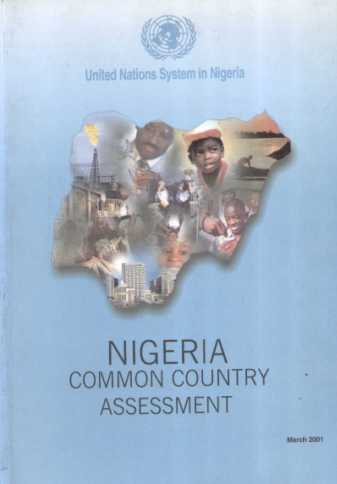 United Nations System in Nigeria
NIGERIA
COMMON COUNTRY
ASSESSMENT
March 2001